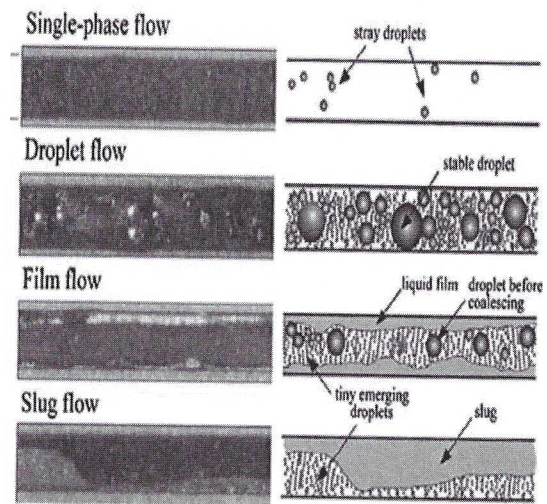 Single-phase flow
stray droplets
Droplet flow
stable droplet
Film flow
liquid film
droplet before
coalescing
tiny emerging
droplets
Slug flow
slug